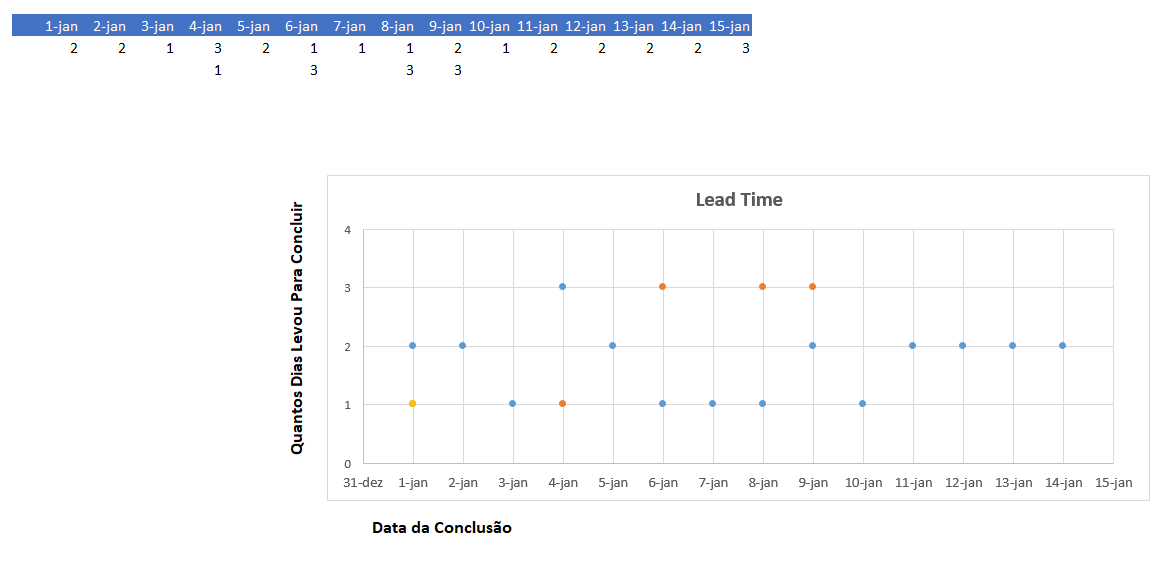 1-jan 2-jan 3-jan 4-jan 5-jan 6-jan 7-jan 8-jan 9-jan 10-jan 11-jan 12-jan 13-jan 14-jan 15-jan
2 2 1 3 2 1 1 1 2 1 2 2 2 2 3
1 3 3 3
Lead Time
Quantos Dias Levou Para Concluir
4
3
2
1
0
31-dez 1-jan 2-jan 3-jan 4-jan 5-jan 6-jan 7-jan 8-jan 9-jan 10-jan 11-jan 12-jan 13-jan 14-jan 15-jan
Data da Conclusão